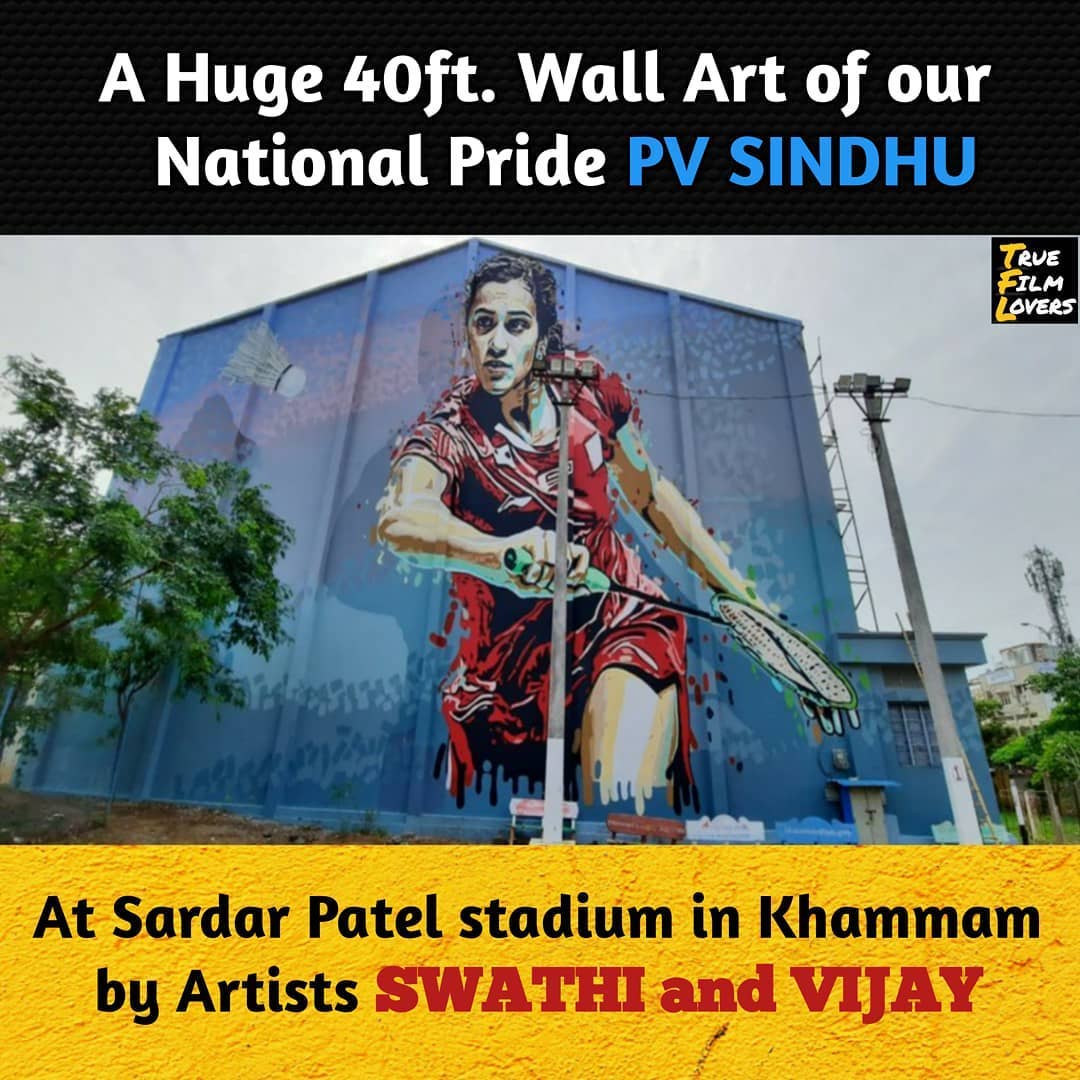 A Huge 40ft. Wall Art of our
National Pride PV SINDHU
TRUE
FILM
LOVERS
1
At Sardar Patel stadium in Khammam
by Artists SWATHI and VIJAY